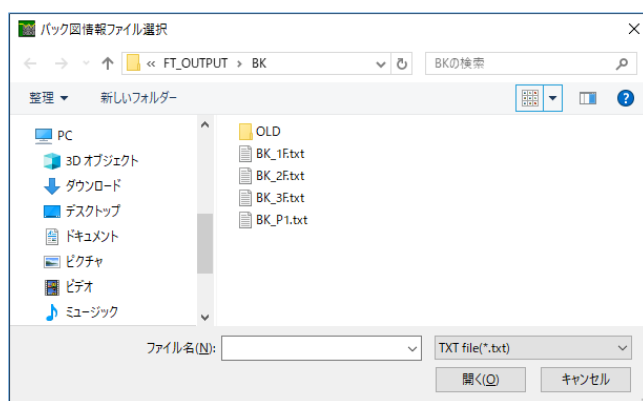 バック図情報ファイル選択
« FT_OUTPUT › BK
BKの検索
整理
新しいフォルダー
PC
3D オブジェクト
ダウンロード
デスクトップ
ドキュメント
ピクチャ
ビデオ
ミュージック
OLD
BK_1F.txt
BK_2F.txt
BK_3F.txt
BK_P1.txt
ファイル名(N):
TXT file(*.txt)
開く(O)
キャンセル